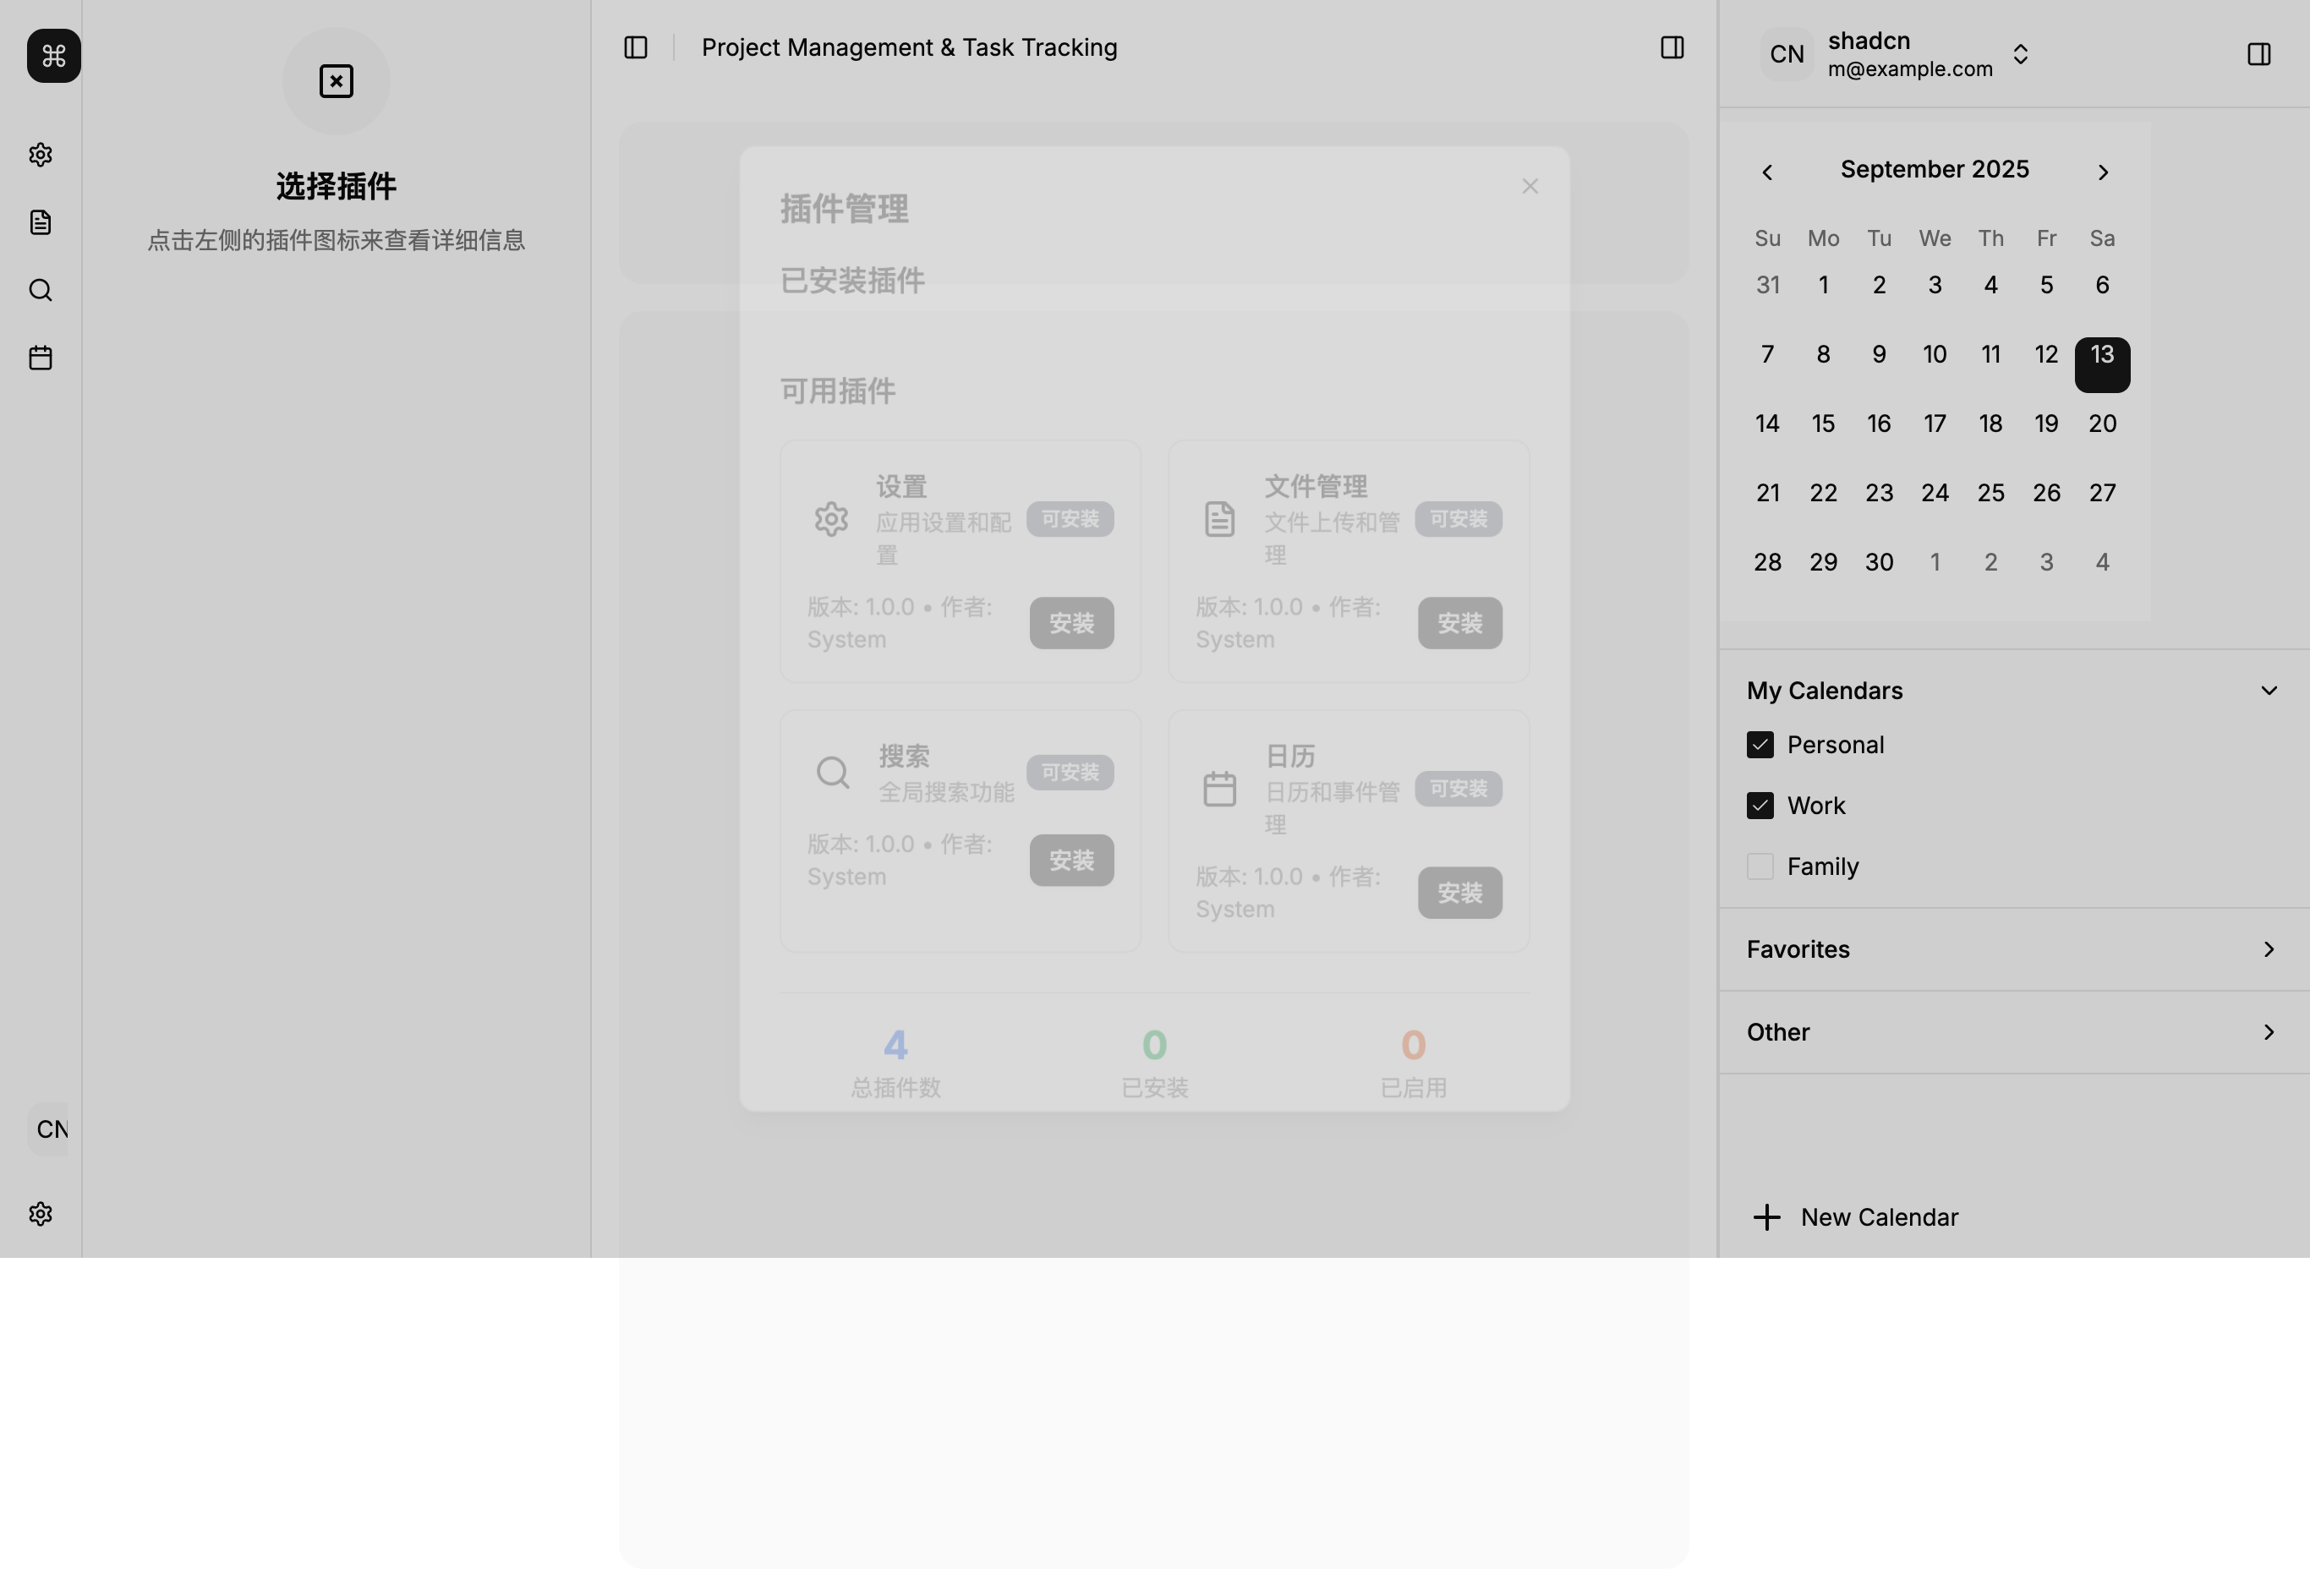 选择插件
点击左侧的插件图标来查看详细信息
CN
Project Management & Task Tracking
插件管理
已安装插件
可用插件
设置
应用设置和配
置
可安装
版本: 1.0.0 • 作者:
System
安装
文件管理
文件上传和管
理
可安装
版本: 1.0.0 • 作者:
System
安装
搜索
全局搜索功能
可安装
版本: 1.0.0 • 作者:
System
安装
日历
日历和事件管
理
可安装
版本: 1.0.0 • 作者:
System
安装
4
总插件数
0
已安装
0
已启用
CN
shadcn
m@example.com
September 2025
Su Mo Tu We Th Fr Sa
31 1 2 3 4 5 6
7 8 9 10 11 12 13
14 15 16 17 18 19 20
21 22 23 24 25 26 27
28 29 30 1 2 3 4
My Calendars
Personal
Work
Family
Favorites
Other
New Calendar